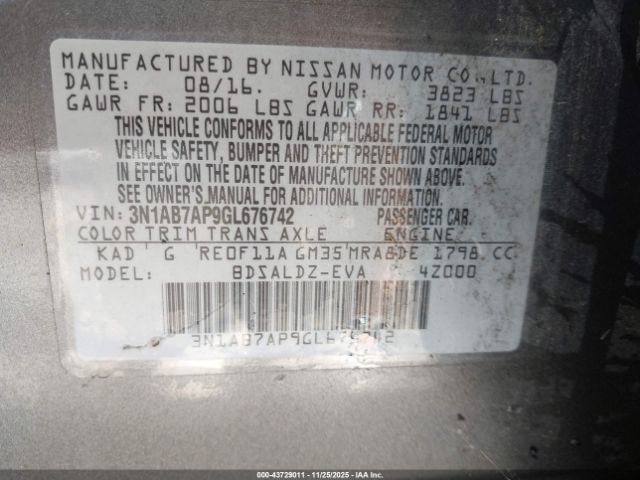 MANUFACTURED BY NISSAN MOTOR CO., LTD.
DATE: 08/16. GVWR: 3823 LBS
GAWR FR: 2006 LBS GAWR RR: 1841 LBS
THIS VEHICLE CONFORMS TO ALL APPLICABLE FEDERAL MOTOR
VEHICLE SAFETY, BUMPER AND THEFT PREVENTION STANDARDS
IN EFFECT ON THE DATE OF MANUFACTURE SHOWN ABOVE.
SEE OWNER'S MANUAL FOR ADDITIONAL INFORMATION.
VIN: 3N1AB7AP9GL676742 PASSENGER CAR.
COLOR TRIM TRANS AXLE ENGINE
KAD G RE0F11A GM35 MRA8DE 1798 CC
MODEL: BDSALDZ-EVA 4Z000
3N1AB7AP9GL676742
000-43729011 11/25/2025 COPYRIGHT IAA, LLC